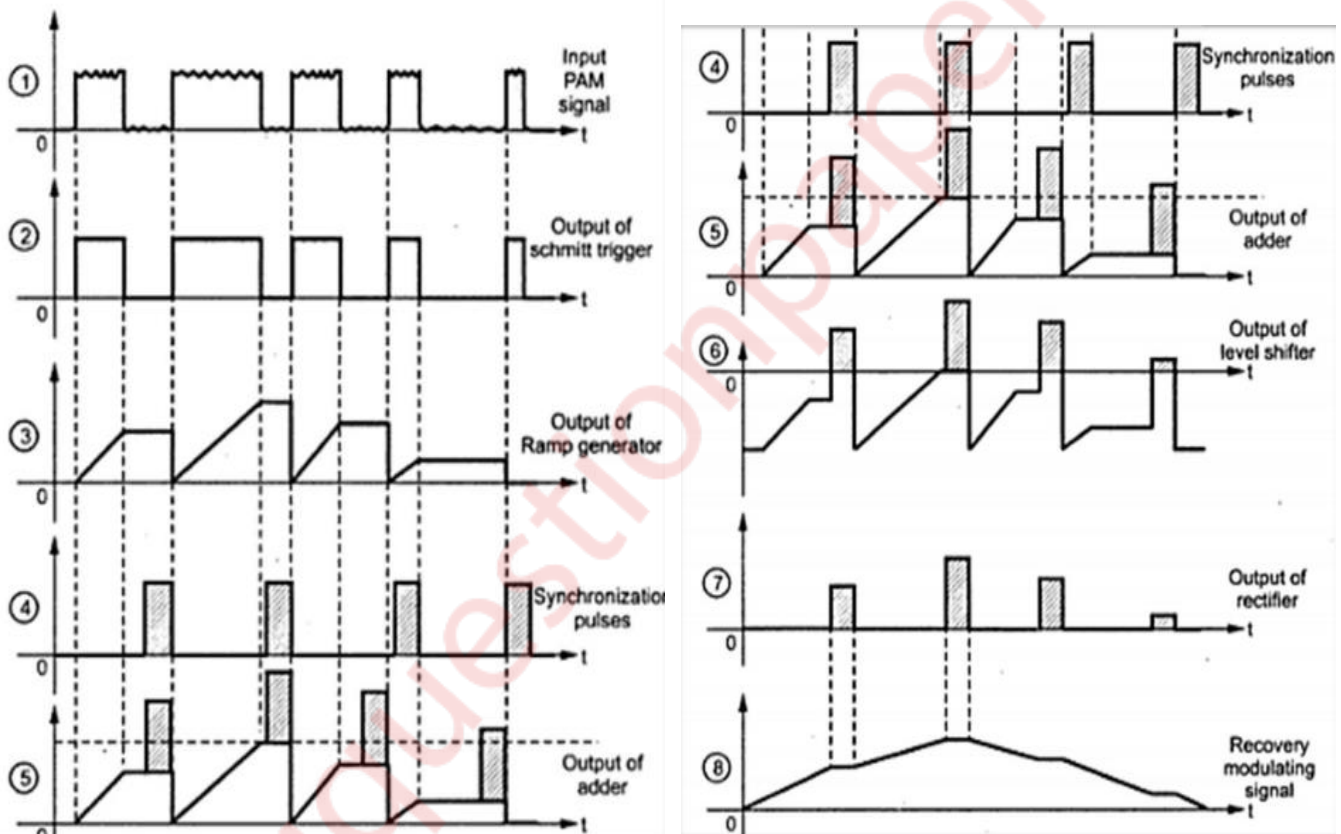 1
Input
PAM
signal
0
t
2
Output of
schmitt trigger
0
t
3
Output of
Ramp generator
0
t
4
Synchronization
pulses
0
t
5
Output of
adder
t
4
Synchronization
pulses
0
t
5
Output of
adder
0
t
6
Output of
level shifter
0
t
7
Output of
rectifier
0
t
8
Recovery
modulating
signal
0
t
questionpaper